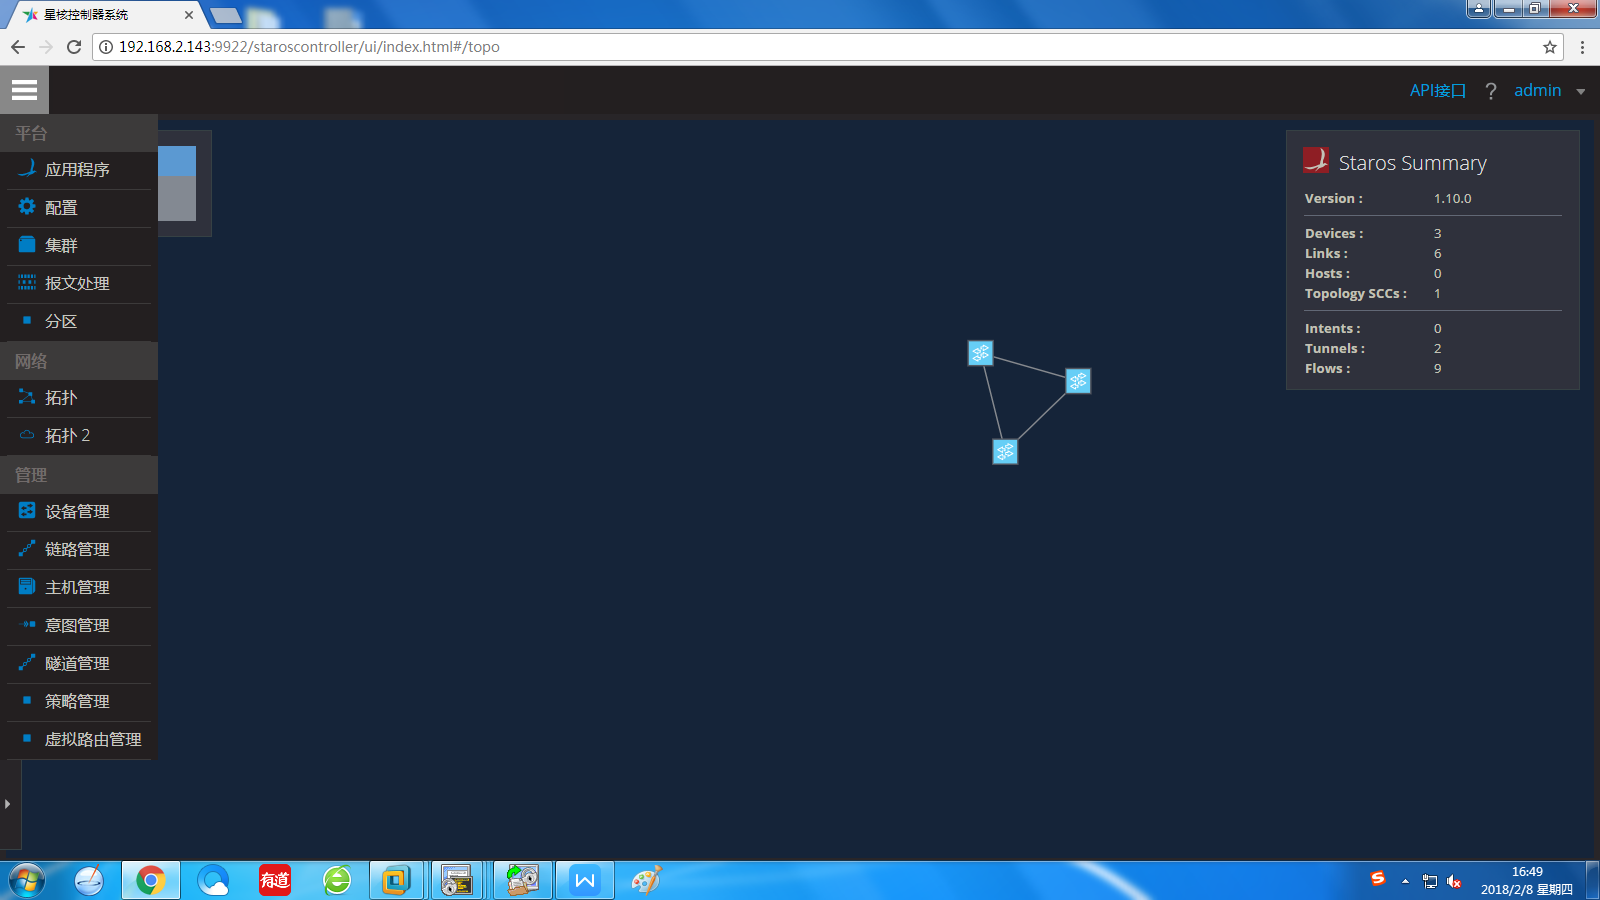 星核控制器系统
192.168.2.143:9922/staroscontroller/ui/index.html#/topo
API接口 ? admin
平台
应用程序
配置
集群
报文处理
分区
网络
拓扑
拓扑 2
管理
设备管理
链路管理
主机管理
意图管理
隧道管理
策略管理
虚拟路由管理
Staros Summary
Version : 1.10.0
Devices : 3
Links : 6
Hosts : 0
Topology SCCs : 1
Intents : 0
Tunnels : 2
Flows : 9
有道
16:49
2018/2/8 星期四